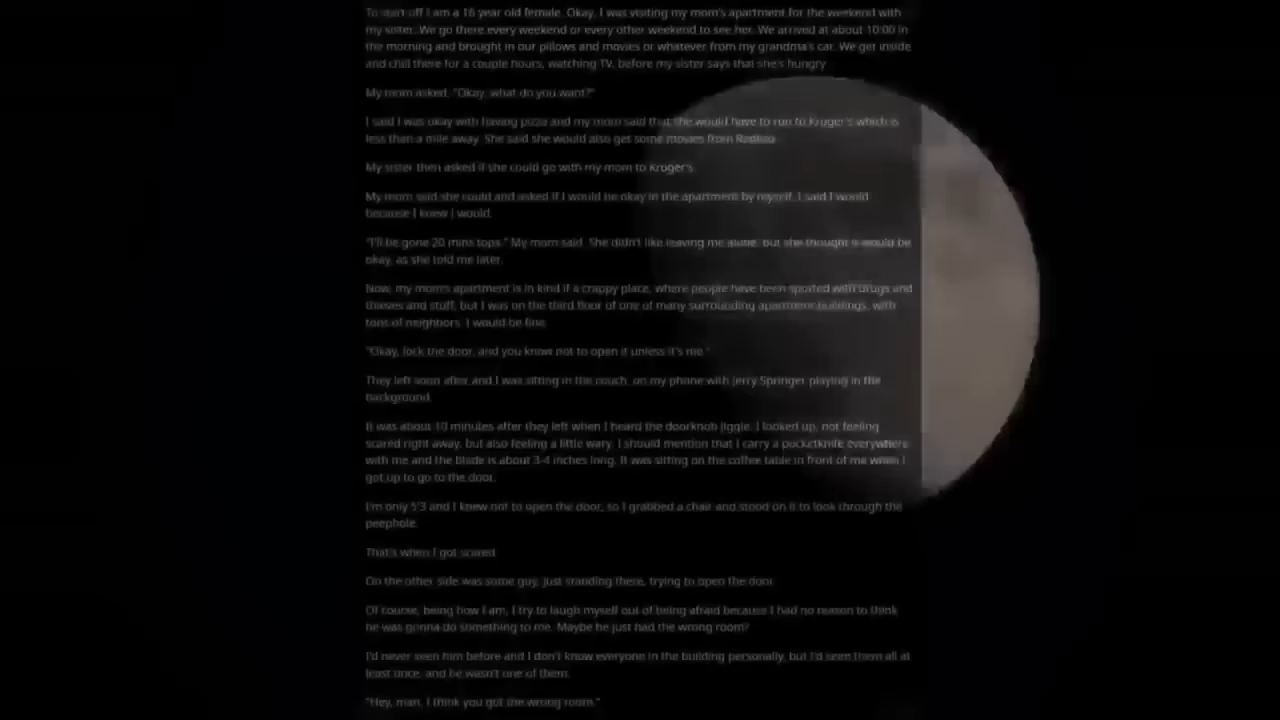 To start off I am a 16 year old female. Okay, I was visiting my mom's apartment for the weekend with
my sister. We go there every weekend or every other weekend to see her. We arrived at about 10:00 in
the morning and brought in our pillows and movies or whatever from my grandma's car. We get inside
and chill there for a couple hours, watching TV, before my sister says that she's hungry.
My mom asked, "Okay, what do you want?"
I said I was okay with having pizza and my mom said that she would have to run to Kroger's which is
less than a mile away. She said she would also get some movies from Redbox.
My sister then asked if she could go with my mom to Kroger's.
My mom said she could and asked if I would be okay in the apartment by myself. I said I would
because I knew I would.
"I'll be gone 20 mins tops." My mom said. She didn't like leaving me alone, but she thought it would be
okay, as she told me later.
Now, my mom's apartment is in kind if a crappy place, where people have been spotted with drugs and
thieves and stuff, but I was on the third floor of one of many surrounding apartment buildings, with
tons of neighbors. I would be fine.
"Okay, lock the door, and you know not to open it unless it's me."
They left soon after and I was sitting in the couch, on my phone with Jerry Springer playing in the
background.
It was about 10 minutes after they left when I heard the doorknob jiggle. I looked up, not feeling
scared right away, but also feeling a little wary. I should mention that I carry a pocketknife everywhere
with me and the blade is about 3-4 inches long. It was sitting on the coffee table in front of me when I
got up to go to the door.
I'm only 5'3 and I knew not to open the door, so I grabbed a chair and stood on it to look through the
peephole.
That's when I got scared.
On the other side was some guy, just standing there, trying to open the door.
Of course, being how I am, I try to laugh myself out of being afraid because I had no reason to think
he was gonna do something to me. Maybe he just had the wrong room?
I'd never seen him before and I don't know everyone in the building personally, but I'd seen them all at
least once, and he wasn't one of them.
"Hey, man, I think you got the wrong room."